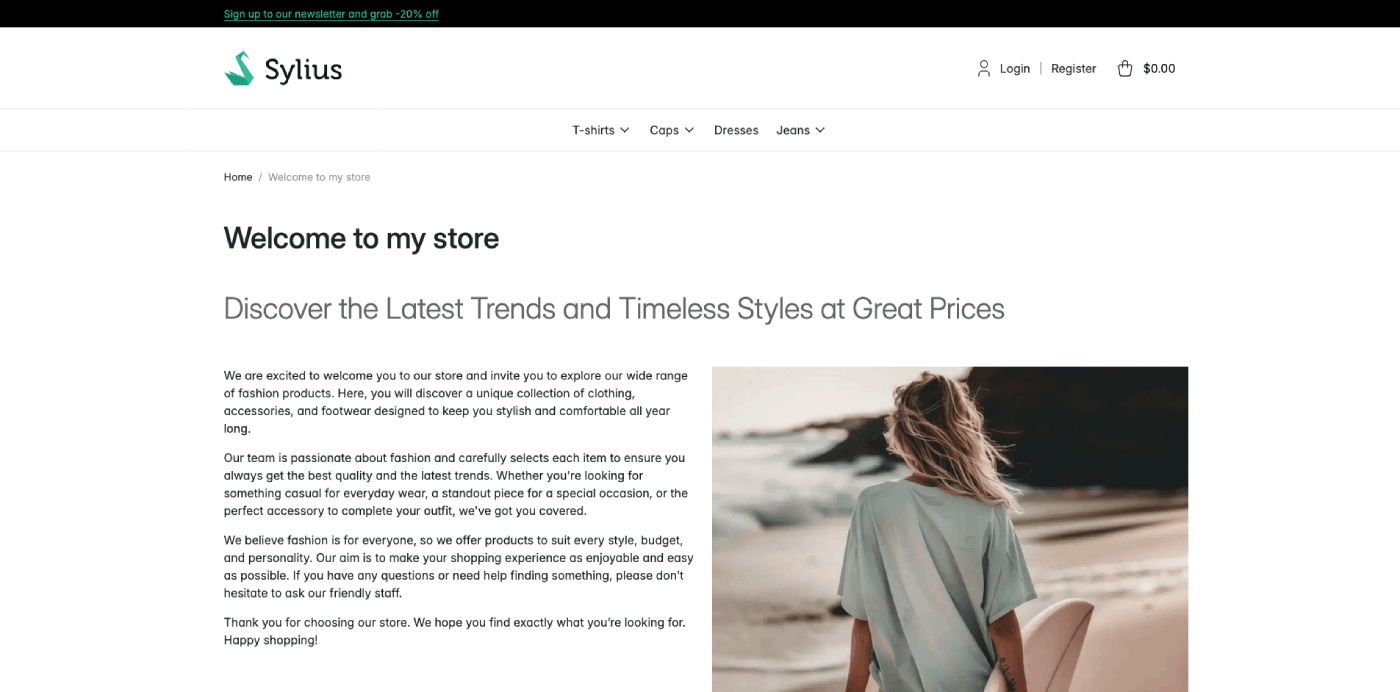 Sign up to our newsletter and grab -20% off
Sylius
Login | Register $0.00
T-shirts Caps Dresses Jeans
Home / Welcome to my store
Welcome to my store
Discover the Latest Trends and Timeless Styles at Great Prices
We are excited to welcome you to our store and invite you to explore our wide range
of fashion products. Here, you will discover a unique collection of clothing,
accessories, and footwear designed to keep you stylish and comfortable all year
long.
Our team is passionate about fashion and carefully selects each item to ensure you
always get the best quality and the latest trends. Whether you're looking for
something casual for everyday wear, a standout piece for a special occasion, or the
perfect accessory to complete your outfit, we've got you covered.
We believe fashion is for everyone, so we offer products to suit every style, budget,
and personality. Our aim is to make your shopping experience as enjoyable and easy
as possible. If you have any questions or need help finding something, please don't
hesitate to ask our friendly staff.
Thank you for choosing our store. We hope you find exactly what you're looking for.
Happy shopping!